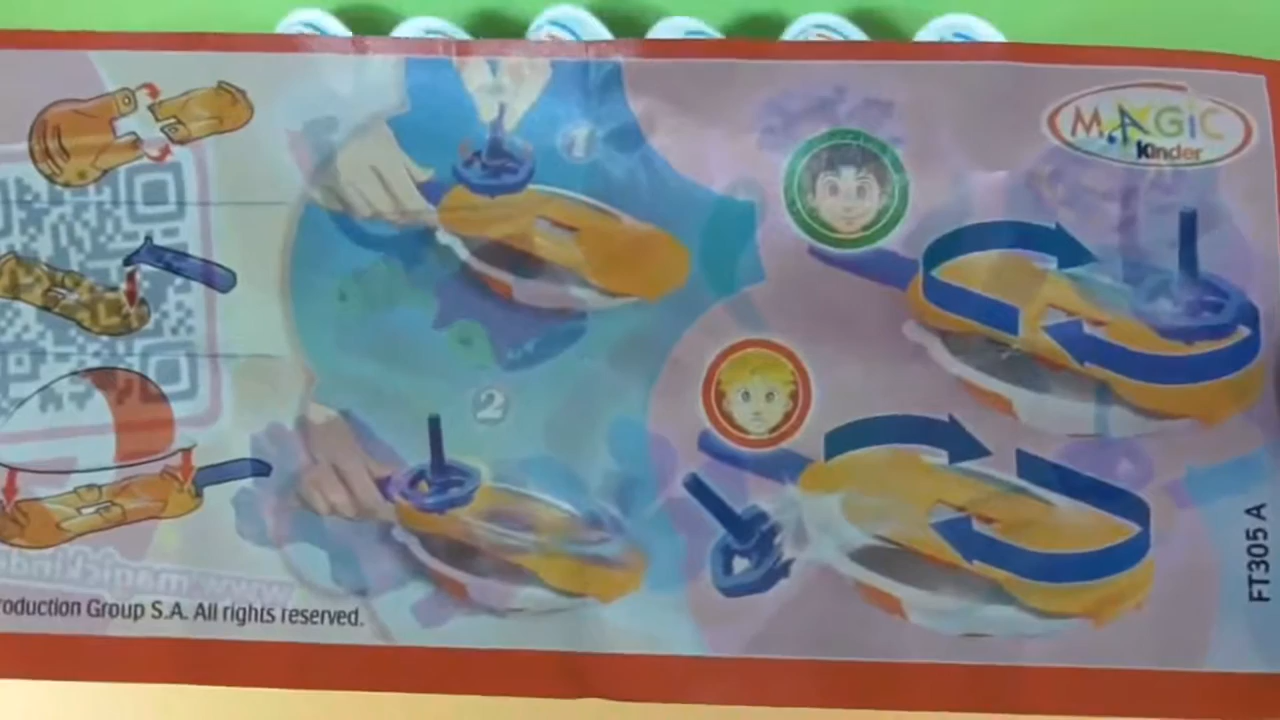 MAGiC
Kinder
1
2
FT305 A
roduction Group S.A. All rights reserved.